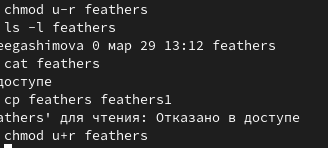 chmod u-r feathers
ls -l feathers
eegashimova 0 мар 29 13:12 feathers
cat feathers
доступе
cp feathers feathers1
athers' для чтения: Отказано в доступе
chmod u+r feathers